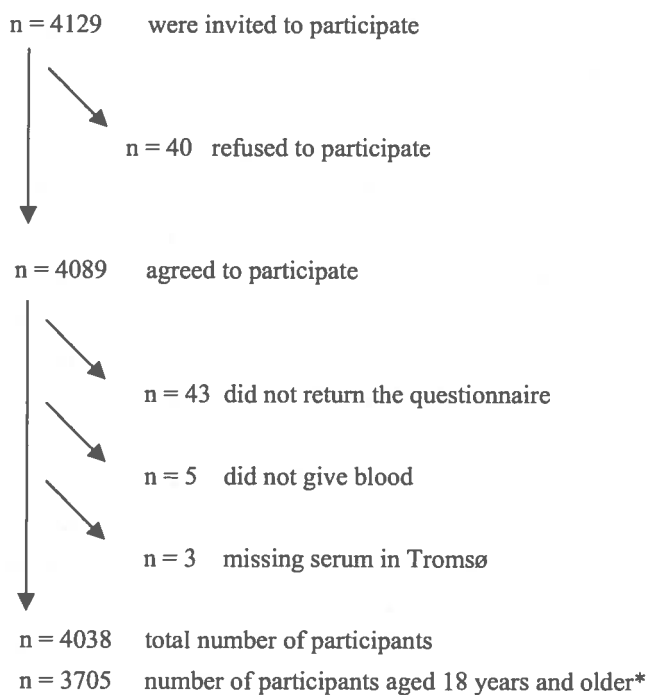 n = 4129 were invited to participate
n = 40 refused to participate
n = 4089 agreed to participate
n = 43 did not return the questionnaire
n = 5 did not give blood
n = 3 missing serum in Tromsø
n = 4038 total number of participants
n = 3705 number of participants aged 18 years and older*